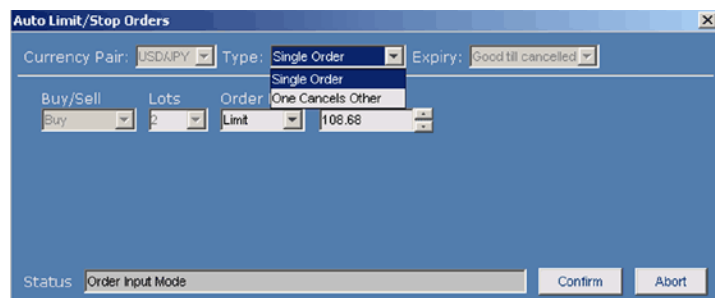 Auto Limit/Stop Orders
Currency Pair: USD/JPY Type: Single Order Expiry: Good till cancelled
Single Order
One Cancels Other
Buy/Sell Lots Order
Buy 2 Limit 108.68
Status Order Input Mode Confirm Abort